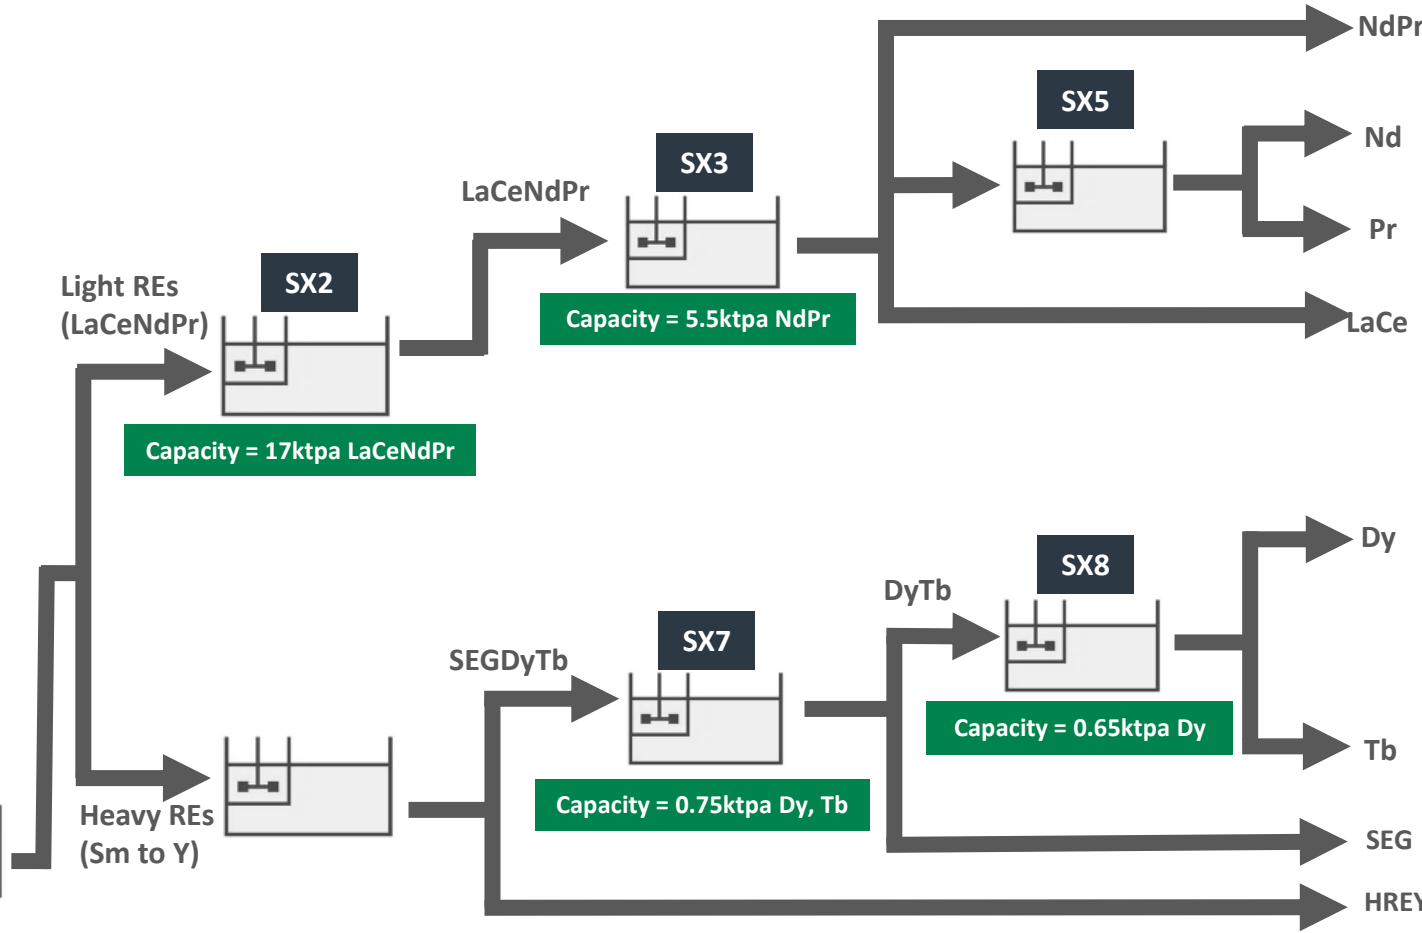 NdPr
SX5
Nd
SX3
LaCeNdPr
Pr
SX2
Light REs
(LaCeNdPr)
Capacity = 5.5ktpa NdPr
LaCe
Capacity = 17ktpa LaCeNdPr
Dy
SX8
DyTb
SX7
SEGDyTb
Capacity = 0.65ktpa Dy
Tb
Capacity = 0.75ktpa Dy, Tb
Heavy REs
(Sm to Y)
SEG
HREY